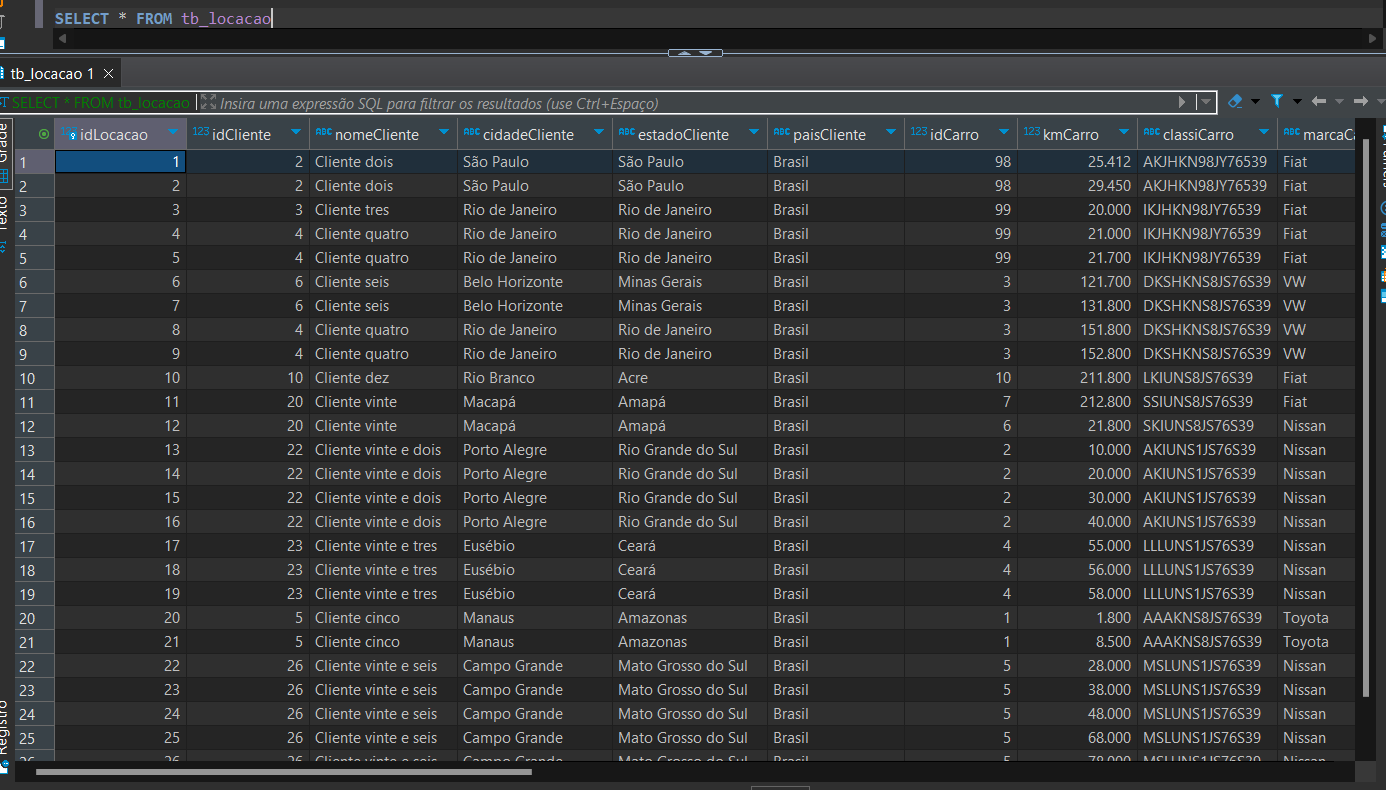 SELECT * FROM tb_locacao
tb_locacao 1
SELECT * FROM tb_locacao Insira uma expressão SQL para filtrar os resultados (use Ctrl+Espaço)
Grade
Texto
Registro
123 idLocacao 123 idCliente ABC nomeCliente ABC cidadeCliente ABC estadoCliente ABC paisCliente 123 idCarro 123 kmCarro ABC classiCarro ABC marcaCa
1 1 2 Cliente dois São Paulo São Paulo Brasil 98 25.412 AKJHKN98JY76539 Fiat
2 2 2 Cliente dois São Paulo São Paulo Brasil 98 29.450 AKJHKN98JY76539 Fiat
3 3 3 Cliente tres Rio de Janeiro Rio de Janeiro Brasil 99 20.000 IKJHKN98JY76539 Fiat
4 4 4 Cliente quatro Rio de Janeiro Rio de Janeiro Brasil 99 21.000 IKJHKN98JY76539 Fiat
5 5 4 Cliente quatro Rio de Janeiro Rio de Janeiro Brasil 99 21.700 IKJHKN98JY76539 Fiat
6 6 6 Cliente seis Belo Horizonte Minas Gerais Brasil 3 121.700 DKSHKNS8JS76S39 VW
7 7 6 Cliente seis Belo Horizonte Minas Gerais Brasil 3 131.800 DKSHKNS8JS76S39 VW
8 8 4 Cliente quatro Rio de Janeiro Rio de Janeiro Brasil 3 151.800 DKSHKNS8JS76S39 VW
9 9 4 Cliente quatro Rio de Janeiro Rio de Janeiro Brasil 3 152.800 DKSHKNS8JS76S39 VW
10 10 10 Cliente dez Rio Branco Acre Brasil 10 211.800 LKIUNS8JS76S39 Fiat
11 11 20 Cliente vinte Macapá Amapá Brasil 7 212.800 SSIUNS8JS76S39 Fiat
12 12 20 Cliente vinte Macapá Amapá Brasil 6 21.800 SKIUNS8JS76S39 Nissan
13 13 22 Cliente vinte e dois Porto Alegre Rio Grande do Sul Brasil 2 10.000 AKIUNS1JS76S39 Nissan
14 14 22 Cliente vinte e dois Porto Alegre Rio Grande do Sul Brasil 2 20.000 AKIUNS1JS76S39 Nissan
15 15 22 Cliente vinte e dois Porto Alegre Rio Grande do Sul Brasil 2 30.000 AKIUNS1JS76S39 Nissan
16 16 22 Cliente vinte e dois Porto Alegre Rio Grande do Sul Brasil 2 40.000 AKIUNS1JS76S39 Nissan
17 17 23 Cliente vinte e tres Eusébio Ceará Brasil 4 55.000 LLLUNS1JS76S39 Nissan
18 18 23 Cliente vinte e tres Eusébio Ceará Brasil 4 56.000 LLLUNS1JS76S39 Nissan
19 19 23 Cliente vinte e tres Eusébio Ceará Brasil 4 58.000 LLLUNS1JS76S39 Nissan
20 20 5 Cliente cinco Manaus Amazonas Brasil 1 1.800 AAAKNS8JS76S39 Toyota
21 21 5 Cliente cinco Manaus Amazonas Brasil 1 8.500 AAAKNS8JS76S39 Toyota
22 22 26 Cliente vinte e seis Campo Grande Mato Grosso do Sul Brasil 5 28.000 MSLUNS1JS76S39 Nissan
23 23 26 Cliente vinte e seis Campo Grande Mato Grosso do Sul Brasil 5 38.000 MSLUNS1JS76S39 Nissan
24 24 26 Cliente vinte e seis Campo Grande Mato Grosso do Sul Brasil 5 48.000 MSLUNS1JS76S39 Nissan
25 25 26 Cliente vinte e seis Campo Grande Mato Grosso do Sul Brasil 5 68.000 MSLUNS1JS76S39 Nissan